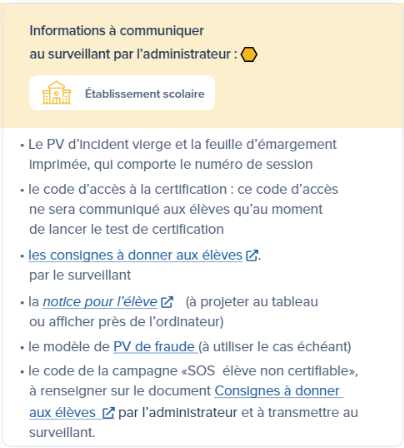 Informations à communiquer
au surveillant par l'administrateur :
Établissement scolaire
• Le PV d'incident vierge et la feuille d'émargement
imprimée, qui comporte le numéro de session
• le code d'accès à la certification : ce code d'accès
ne sera communiqué aux élèves qu'au moment
de lancer le test de certification
• les consignes à donner aux élèves.
par le surveillant
• la notice pour l'élève (à projeter au tableau
ou afficher près de l'ordinateur)
• le modèle de PV de fraude (à utiliser le cas échéant)
• le code de la campagne «SOS élève non certifiable»,
à renseigner sur le document Consignes à donner
aux élèves par l'administrateur et à transmettre au
surveillant.